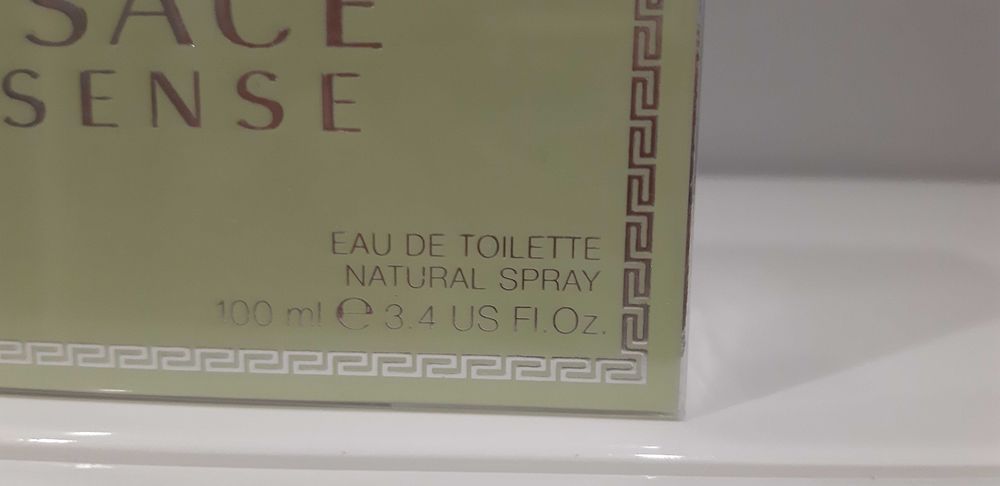 SACE
SENSE
EAU DE TOILETTE
NATURAL SPRAY
100 ml ℮ 3.4 US Fl.Oz.